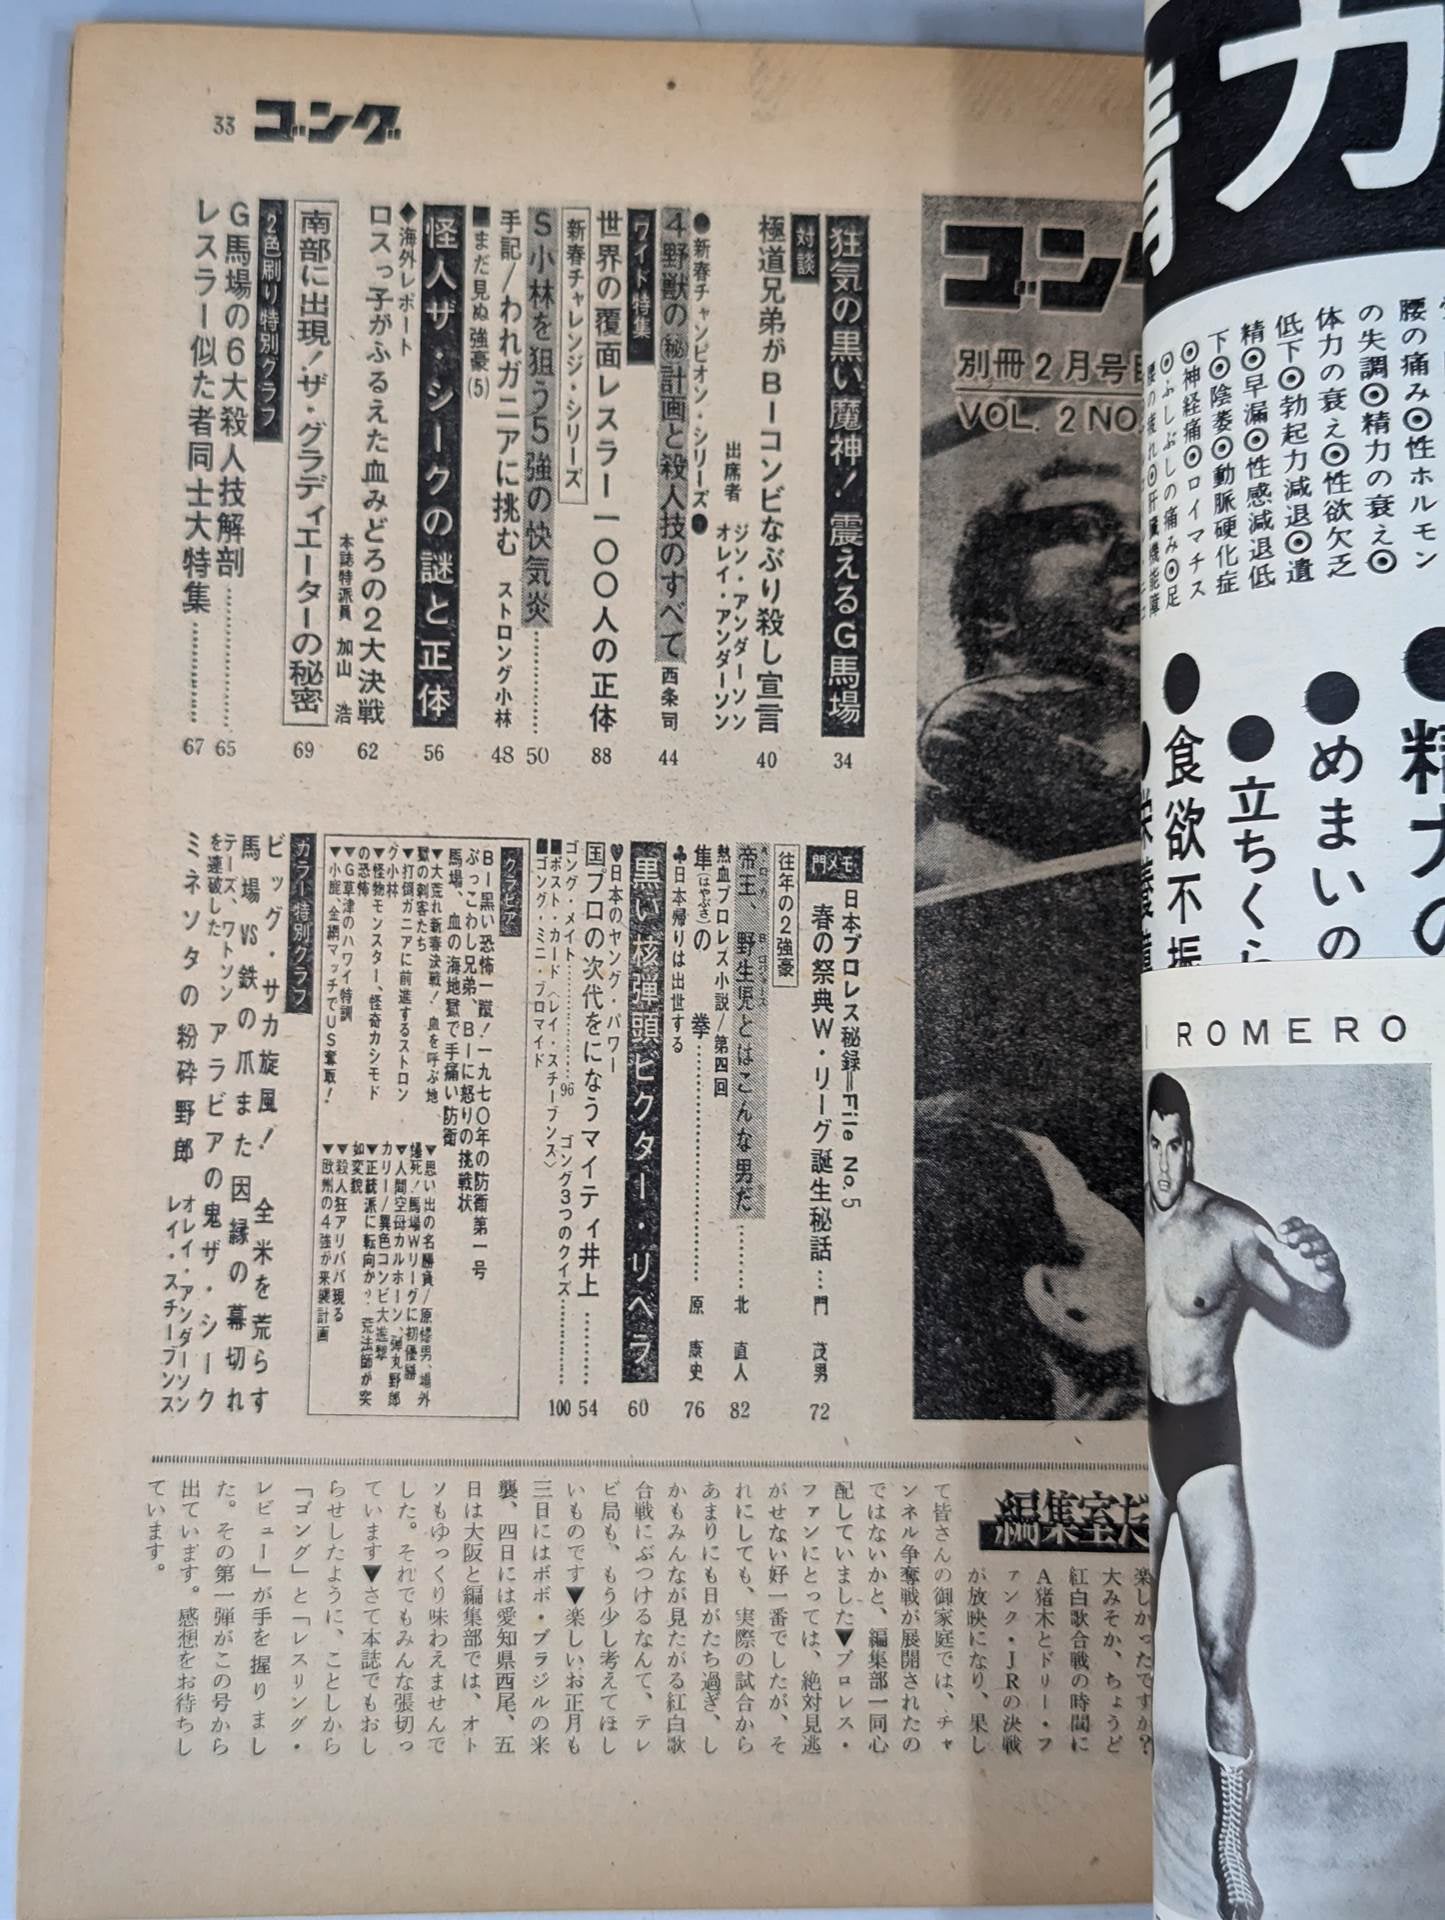 33 ゴング
別冊2月号
VOL. 2 NO.
狂気の黒い魔神！震えるG馬場 34
対談
極道兄弟がB－Iコンビなぶり殺し宣言 40
出席者 ジン・アンダーソン
オレイ・アンダーソン
●新春チャンピオン・シリーズ●
4野獣の㊙計画と殺人技のすべて 西条司 44
ワイド特集
世界の覆面レスラー一〇〇人の正体 88
新春チャレンジ・シリーズ
S小林を狙う5強の快気炎 50
手記/われガニアに挑む ストロング小林 48
■まだ見ぬ強豪(5)
怪人ザ・シークの謎と正体 56
◆海外レポート
ロスっ子がふるえた血みどろの2大決戦 62
本誌特派員 加山 浩
南部に出現！ザ・グラディエーターの秘密 69
2色刷り特別グラフ
G馬場の6大殺人技解剖 65
レスラー似た者同士大特集 67
門メモ
日本プロレス秘録＝File No.5
春の祭典W・リーグ誕生秘話…門 茂男 72
往年の2強豪
帝王、野生児とはこんな男だ 北 直人 82
熱血プロレス小説/第四回
隼(はやぶさ)の拳 原 康史 76
♣日本帰りは出世する
黒い核弾頭ビクター・リベラ 60
♥日本のヤング・パワー
国プロの次代をになうマイティ井上 54
ゴング・メイト 96 ゴング3つのクイズ 100
■ポスト・カード〈レイ・スチーブンス〉
■ゴング・ミニ・ブロマイド
グラビア
B－I黒い恐怖一蹴！一九七〇年の防衛第一号
ぶっこわし兄弟、B－Iに怒りの挑戦状
馬場、血の海地獄で手痛い防衛
▼大荒れ新春決戦！血を呼ぶ地獄の刺客たち
▼打倒ガニアに前進するストロング小林
▼怪物モンスター、怪奇カシモドの恐怖
▼G草津のハワイ特訓
▼小鹿、金網マッチでUS奪取！
▼思い出の名勝負/原爆男、場外爆死！馬場Wリーグに初優勝
▼人間空母カルホーン、弾丸野郎カリー/異色コンビ大進撃
▼正統派に転向か？荒法師が突如変貌
▼殺人狂アリババ現る
▼欧州の4強が来襲計画
カラー特別グラフ
ビッグ・サカ旋風！全米を荒らす
馬場VS鉄の爪また因縁の幕切れ
テーズ、ワトソンを連破したアラビアの鬼ザ・シーク
ミネソタの粉砕野郎 オレイ・アンダーソン
レイ・スチーブンス
編集室だ
楽しかったですか？
大みそか、ちょうど
紅白歌合戦の時間に
A猪木とドリー・フ
ァンク・JRの決戦
が放映になり、果し
て皆さんの御家庭では、チャ
ンネル争奪戦が展開されたの
ではないかと、編集部一同心
配していました▼プロレス・
ファンにとっては、絶対見逃
がせない好一番でしたが、そ
れにしても、実際の試合から
あまりにも日がたち過ぎ、し
かもみんなが見たがる紅白歌
合戦にぶつけるなんて、テレ
ビ局も、もう少し考えてほし
いものです▼楽しいお正月も
三日にはボボ・ブラジルの来
襲、四日には愛知県西尾、五
日は大阪と編集部では、オト
ソもゆっくり味わえませんで
した。それでもみんな張切っ
ています▼さて本誌でもおし
らせしたように、ことしから
「ゴング」と「レスリング・
レビュー」が手を握りまし
た。その第一弾がこの号から
出ています。感想をお待ちし
ています。
精力
腰の痛み◎性ホルモン
の失調◎精力の衰え◎
体力の衰え◎性欲欠乏
低下◎勃起力減退◎遺
精◎早漏◎性感減退低
下◎陰萎◎動脈硬化症
◎神経痛◎ロイマチス
◎ふしぶしの痛み◎足
腰の疲れ◎肝臓機能障
●精力の
●めまいの
●立ちくら
●食欲不振
ROMERO